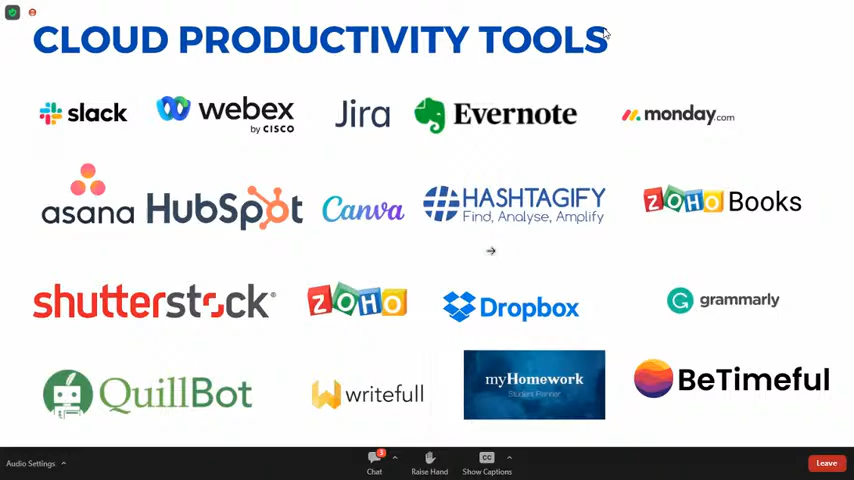 CLOUD PRODUCTIVITY TOOLS
slack
webex
by CISCO
Jira
Evernote
monday.com
asana
HubSpot
Canva
HASHTAGIFY
Find, Analyse, Amplify
ZOHO Books
shutterstock®
ZOHO
Dropbox
grammarly
QuillBot
writefull
myHomework
Student Planner
BeTimeful
Audio Settings
3
Chat
Raise Hand
CC
Show Captions
Leave